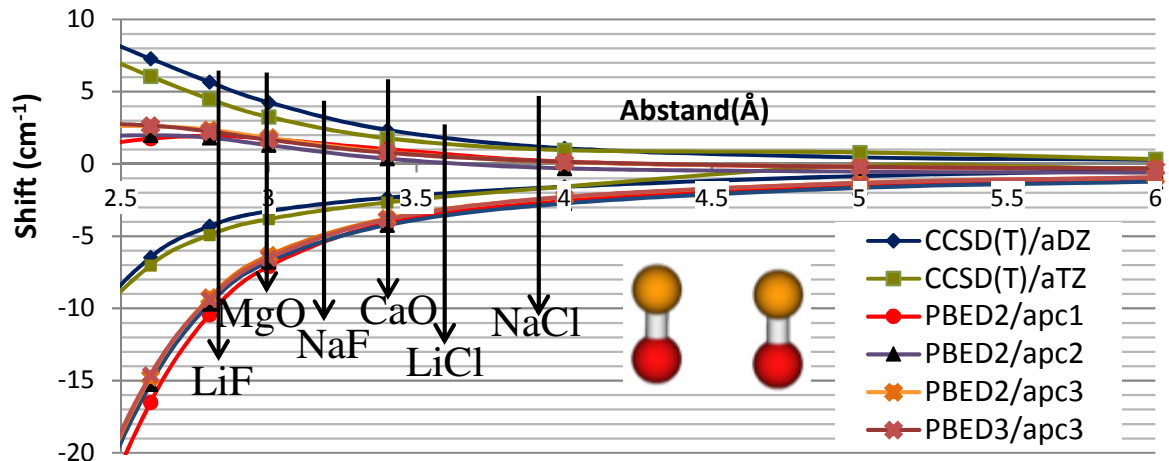 10
5
0
-5
-10
-15
-20
Shift (cm⁻¹)
Abstand(Å)
2.5
3
3.5
4
4.5
5
5.5
6
MgO
CaO
NaCl
NaF
LiCl
LiF
CCSD(T)/aDZ
CCSD(T)/aTZ
PBED2/apc1
PBED2/apc2
PBED2/apc3
PBED3/apc3